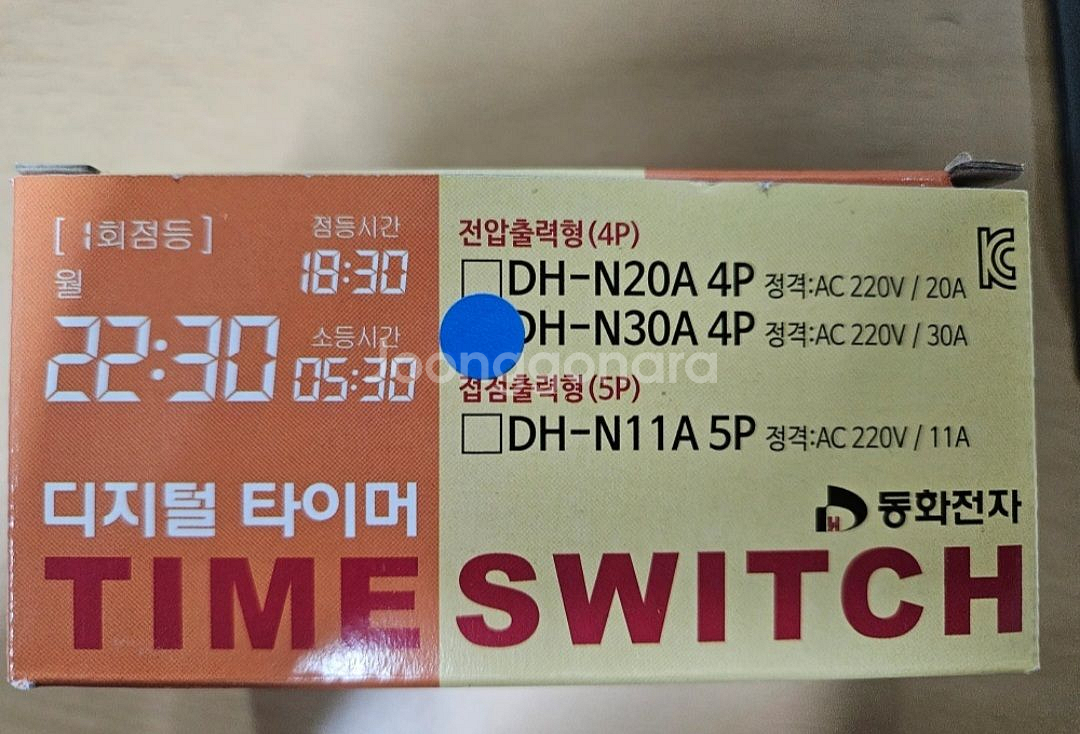 [ 1회점등 ]
월
점등시간
18:30
22:30
소등시간
05:30
디지털 타이머
전압출력형(4P)
DH-N20A 4P 정격:AC 220V / 20A
DH-N30A 4P 정격:AC 220V / 30A
접점출력형(5P)
DH-N11A 5P 정격:AC 220V / 11A
DH 동화전자
TIME SWITCH
joonggonara